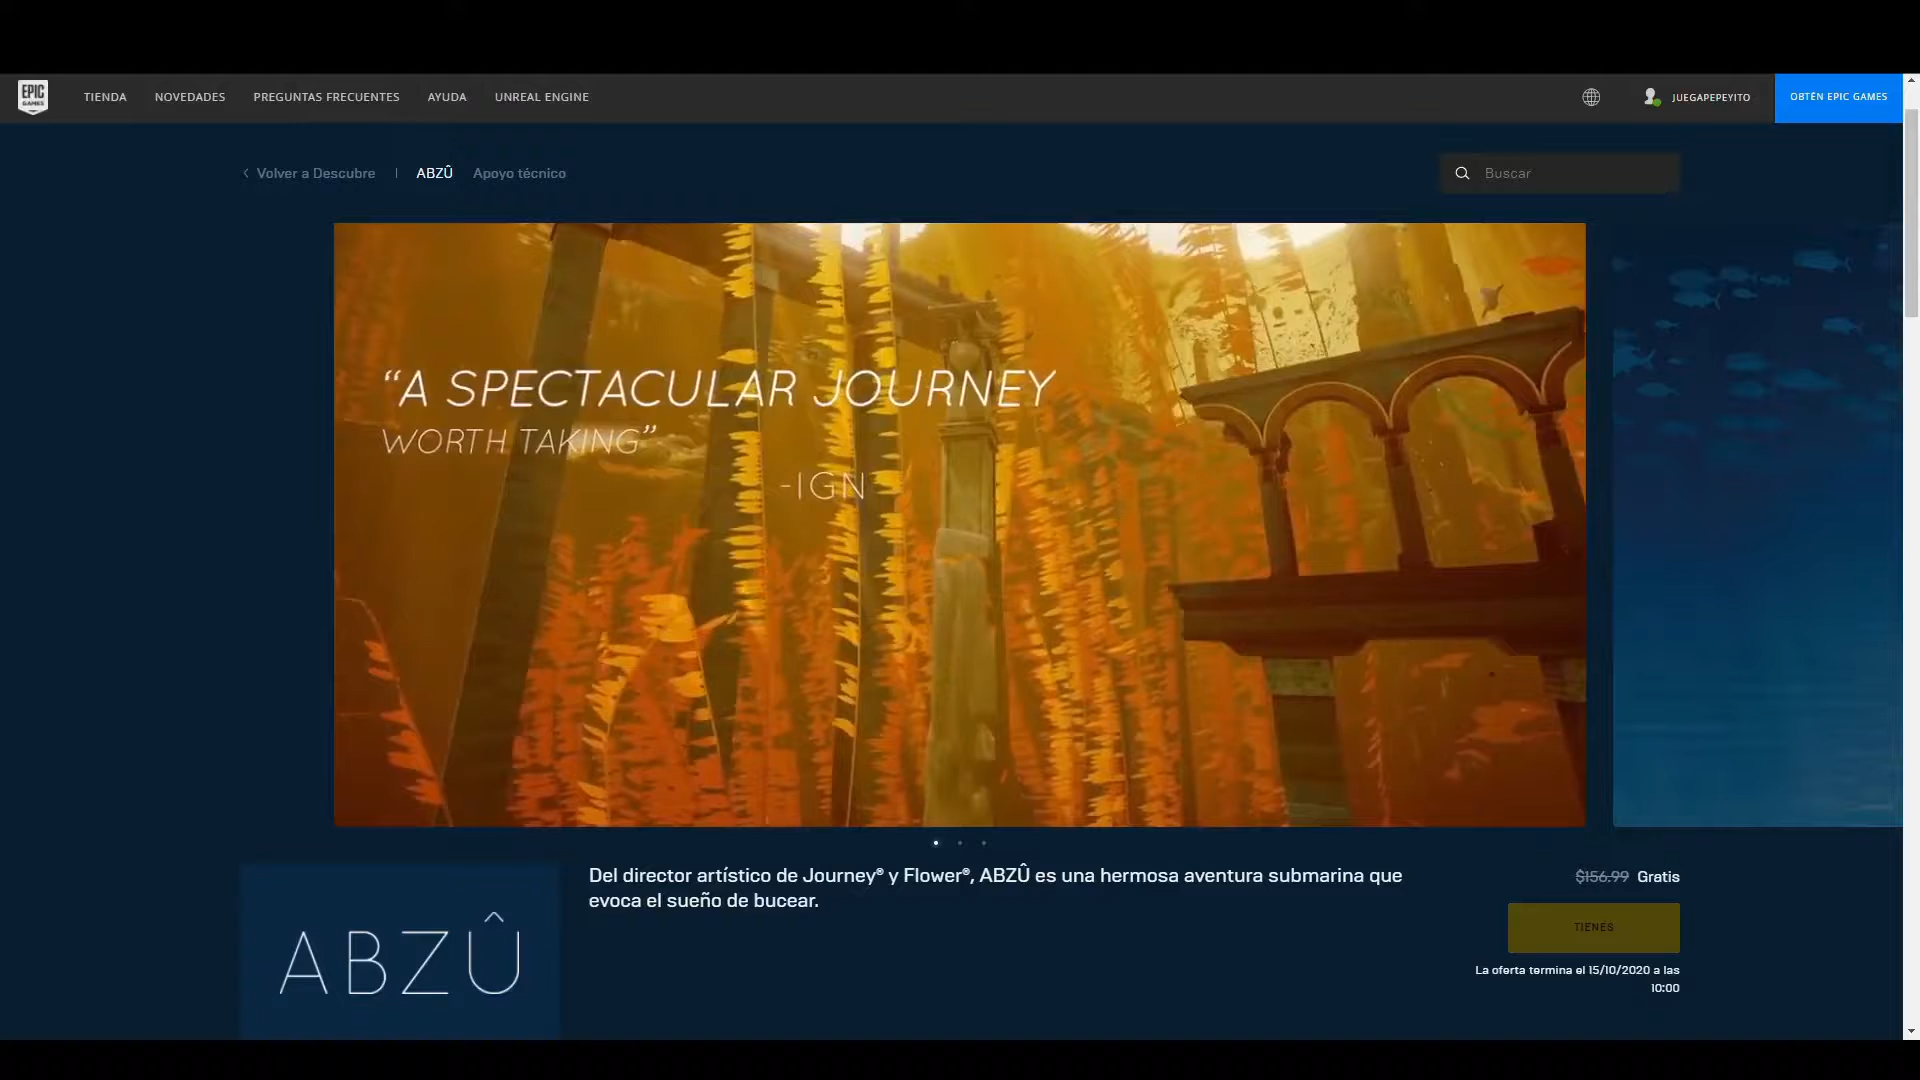 EPIC GAMES
TIENDA NOVEDADES PREGUNTAS FRECUENTES AYUDA UNREAL ENGINE JUEGAPEPEYITO OBTÉN EPIC GAMES
Volver a Descubre | ABZÛ Apoyo técnico Buscar
“A SPECTACULAR JOURNEY
WORTH TAKING”
-IGN
Del director artístico de Journey® y Flower®, ABZÛ es una hermosa aventura submarina que
evoca el sueño de bucear.
$156.99 Gratis
TIENES
La oferta termina el 15/10/2020 a las
10:00
ABZÛ